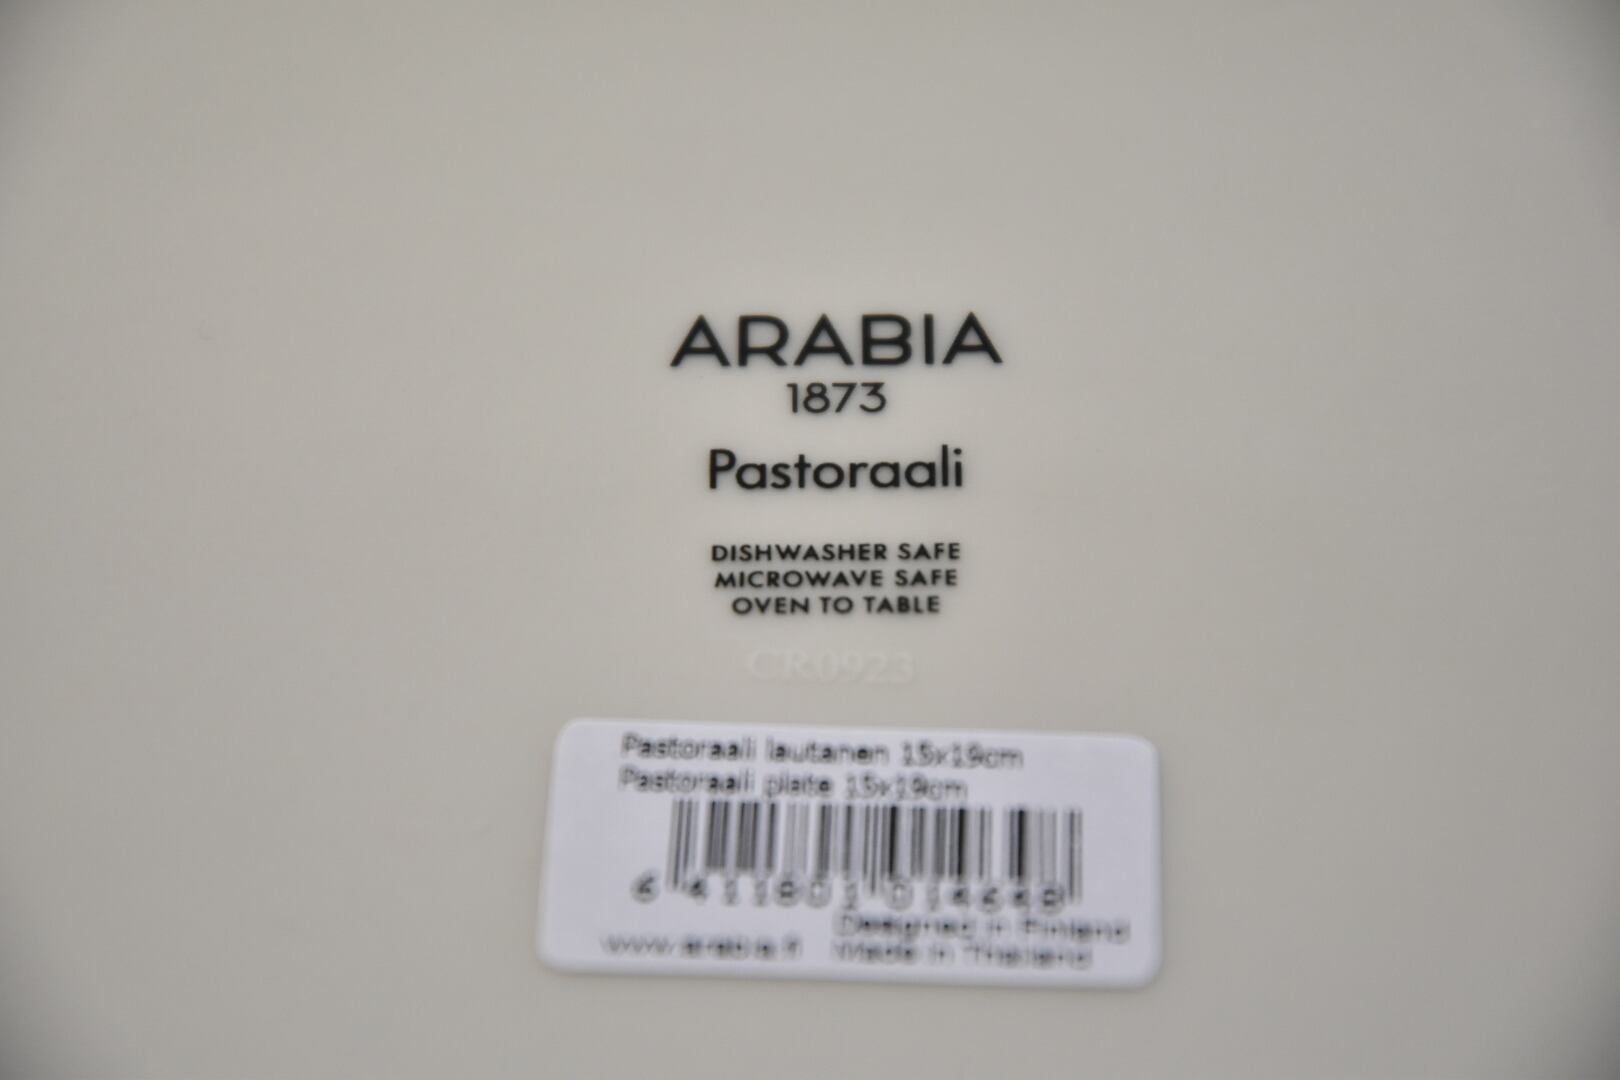 ARABIA
1873
Pastoraali
DISHWASHER SAFE
MICROWAVE SAFE
OVEN TO TABLE
CR0923
Pastoraali lautanen 15x19cm
Pastoraali plate 15x19cm
Designed in Finland
www.arabia.fi Made in Thailand